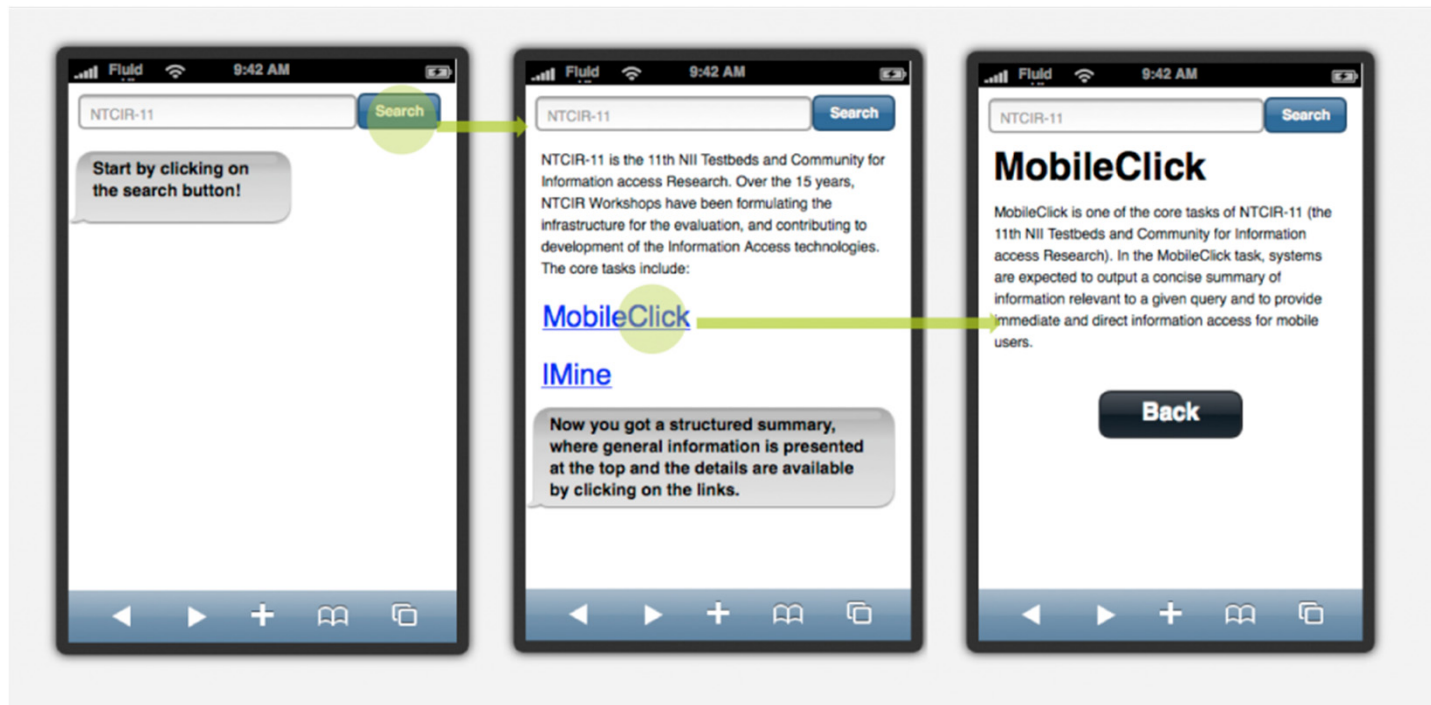 Fluid
9:42 AM
NTCIR-11
Search
Start by clicking on
the search button!
Fluid
9:42 AM
NTCIR-11
Search
NTCIR-11 is the 11th NII Testbeds and Community for
Information access Research. Over the 15 years,
NTCIR Workshops have been formulating the
infrastructure for the evaluation, and contributing to
development of the Information Access technologies.
The core tasks include:
MobileClick
IMine
Now you got a structured summary,
where general information is presented
at the top and the details are available
by clicking on the links.
Fluid
9:42 AM
NTCIR-11
Search
MobileClick
MobileClick is one of the core tasks of NTCIR-11 (the
11th NII Testbeds and Community for Information
access Research). In the MobileClick task, systems
are expected to output a concise summary of
information relevant to a given query and to provide
immediate and direct information access for mobile
users.
Back